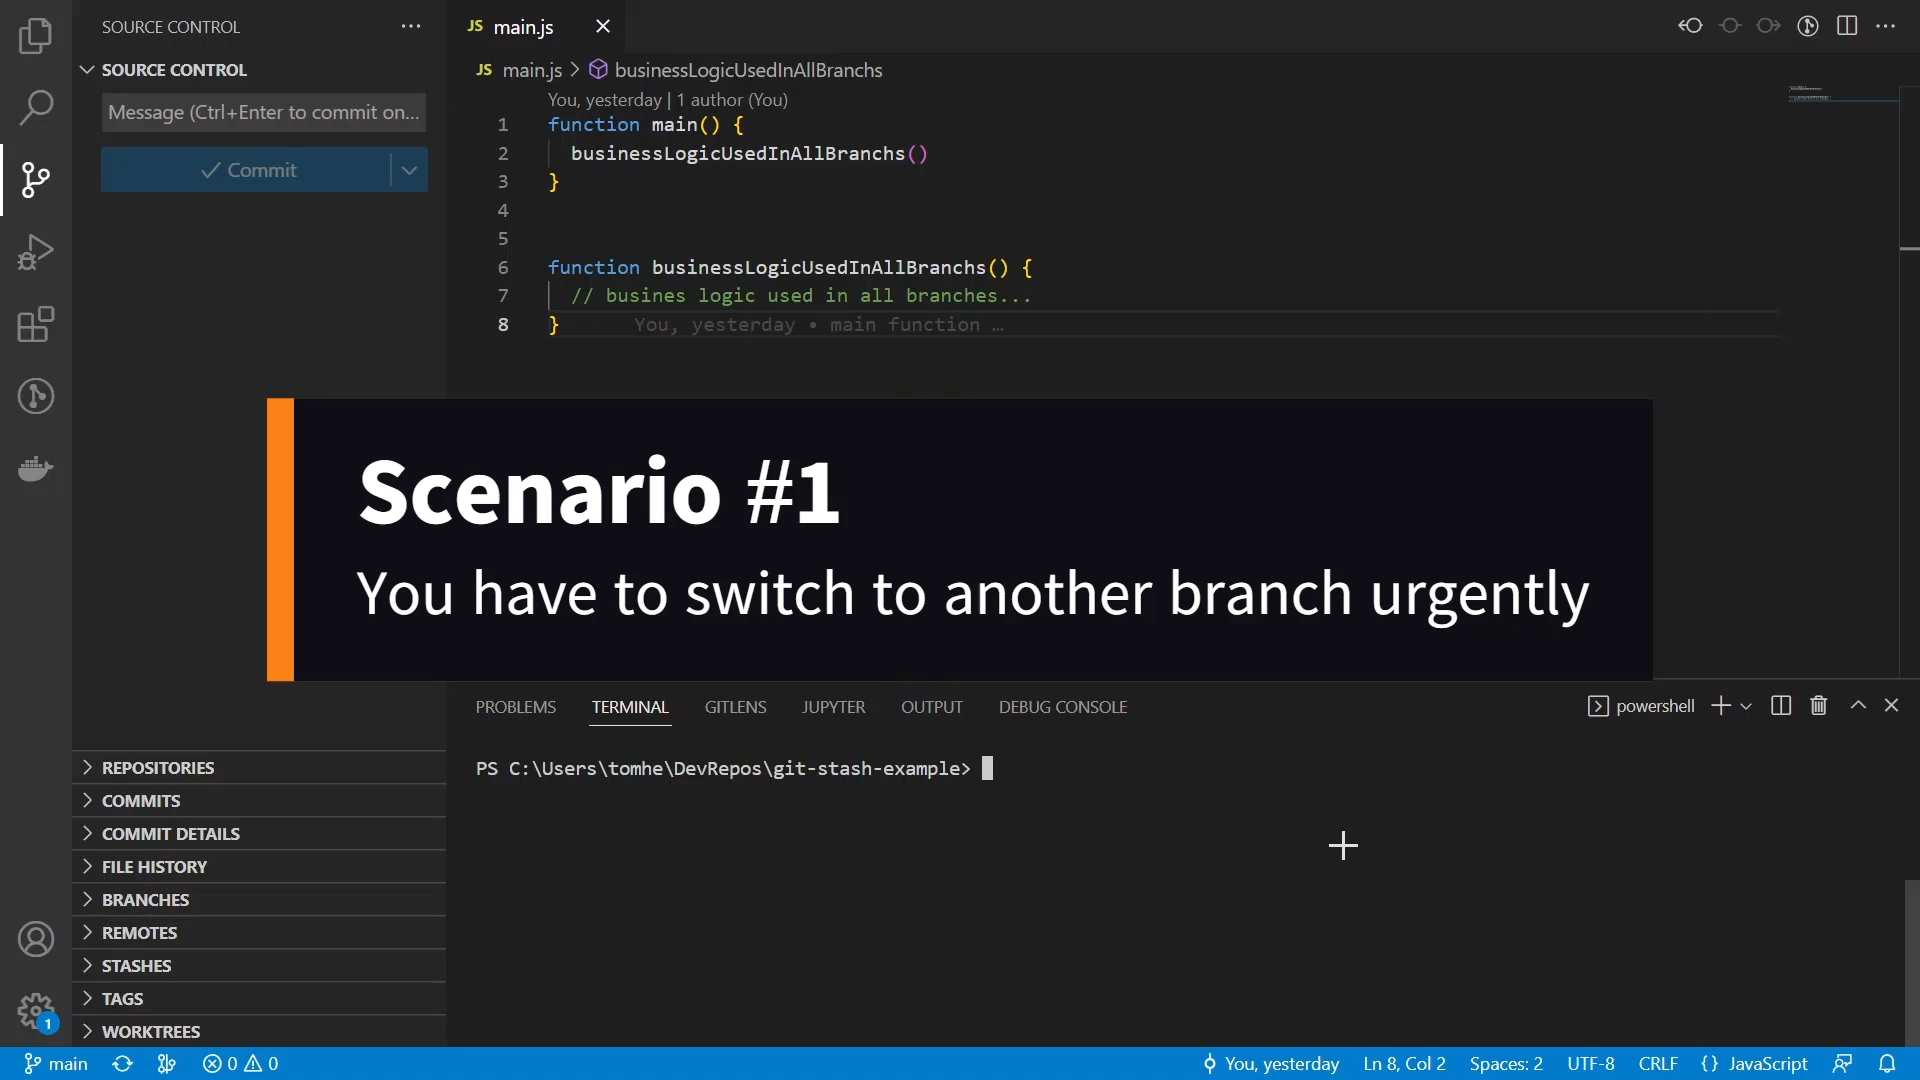 SOURCE CONTROL
SOURCE CONTROL
Message (Ctrl+Enter to commit on...
Commit
JS main.js
JS main.js > businessLogicUsedInAllBranchs
You, yesterday | 1 author (You)
1 function main() {
2 businessLogicUsedInAllBranchs()
3 }
4
5
6 function businessLogicUsedInAllBranchs() {
7 // busines logic used in all branches...
8 } You, yesterday • main function …
Scenario #1
You have to switch to another branch urgently
PROBLEMS TERMINAL GITLENS JUPYTER OUTPUT DEBUG CONSOLE powershell
PS C:\Users\tomhe\DevRepos\git-stash-example>
REPOSITORIES
COMMITS
COMMIT DETAILS
FILE HISTORY
BRANCHES
REMOTES
STASHES
TAGS
WORKTREES
1
main 0 0 You, yesterday Ln 8, Col 2 Spaces: 2 UTF-8 CRLF {} JavaScript